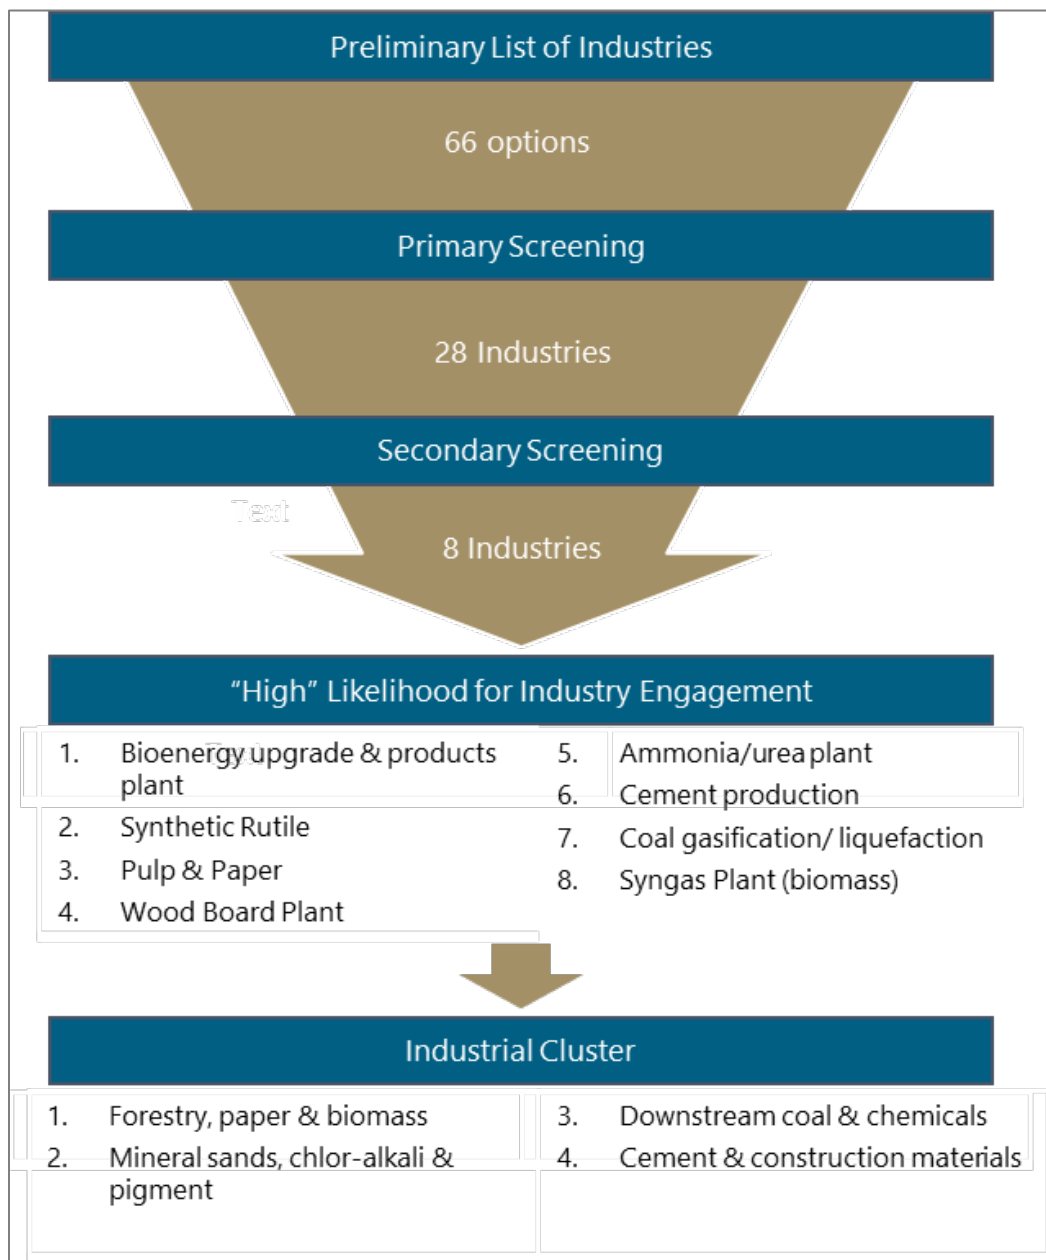 Preliminary List of Industries
66 options
Primary Screening
28 Industries
Secondary Screening
Text
8 Industries
"High" Likelihood for Industry Engagement
Text
1. Bioenergy upgrade & products
plant
2. Synthetic Rutile
3. Pulp & Paper
4. Wood Board Plant
5. Ammonia/urea plant
6. Cement production
7. Coal gasification/ liquefaction
8. Syngas Plant (biomass)
Industrial Cluster
1. Forestry, paper & biomass
2. Mineral sands, chlor-alkali &
pigment
3. Downstream coal & chemicals
4. Cement & construction materials